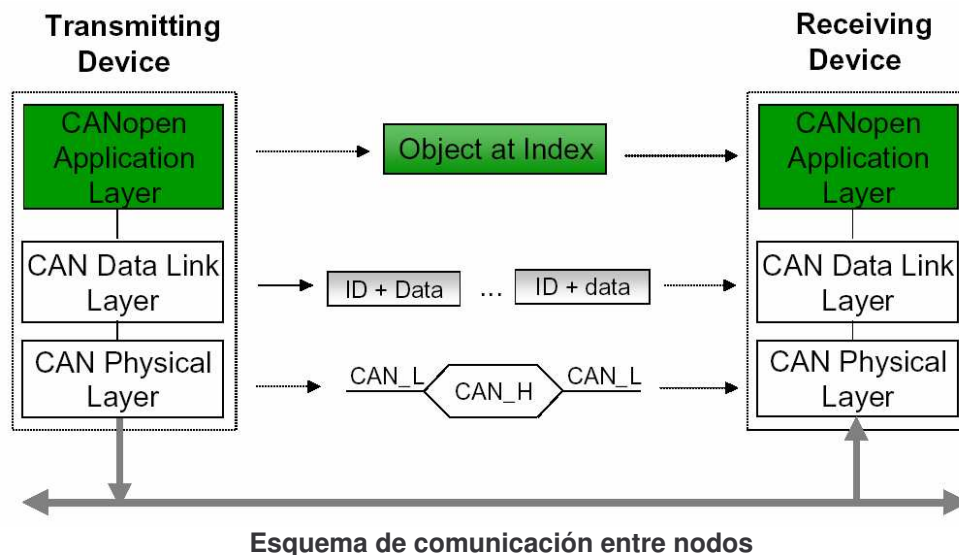 Transmitting
Device
Receiving
Device
CANopen
Application
Layer
Object at Index
CANopen
Application
Layer
CAN Data Link
Layer
ID + Data
...
ID + data
CAN Data Link
Layer
CAN Physical
Layer
CAN_L
CAN_H
CAN_L
CAN Physical
Layer
Esquema de comunicación entre nodos